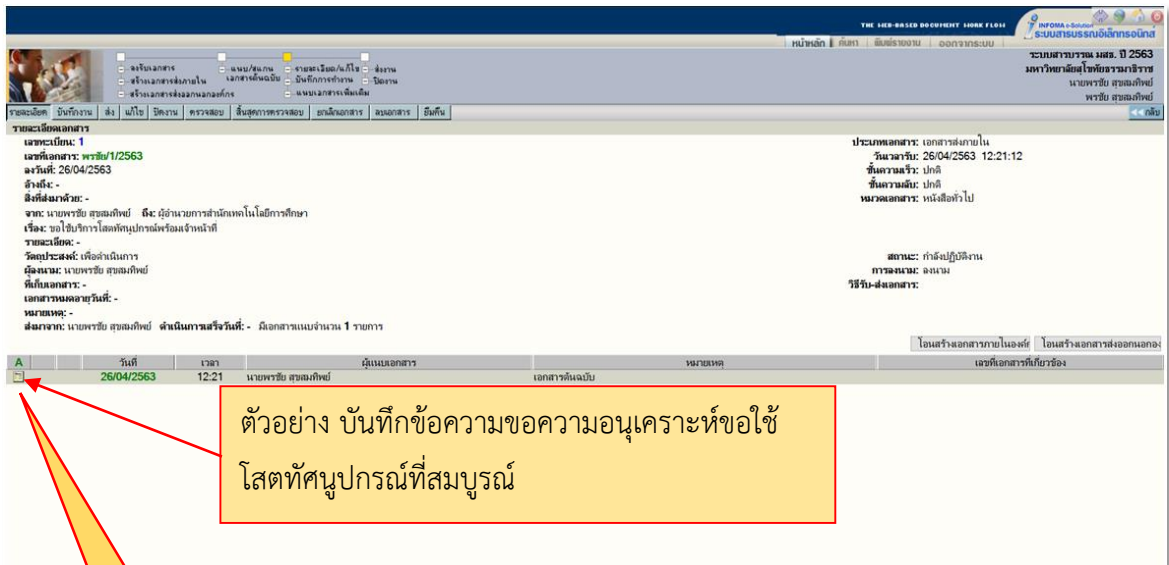 THE WEB-BASED DOCUMENT WORK FLOW
INFOMA e-Solution
ระบบสารบรรณอิเล็กทรอนิกส์
หน้าหลัก ค้นหา พิมพ์รายงาน ออกจากระบบ
ลงรับเอกสาร แนบ/สแกน รายละเอียด/แก้ไข ส่งงาน
สร้างเอกสารส่งภายใน เอกสารต้นฉบับ บันทึกการทำงาน ปิดงาน
สร้างเอกสารส่งออกนอกองค์กร แนบเอกสารเพิ่มเติม
ระบบสารบรรณ มสธ. ปี 2563
มหาวิทยาลัยสุโขทัยธรรมาธิราช
นายพรชัย สุขสมทิพย์
พรชัย สุขสมทิพย์
รายละเอียด บันทึกงาน ส่ง แก้ไข ปิดงาน ตรวจสอบ สิ้นสุดการตรวจสอบ ยกเลิกเอกสาร ลบเอกสาร ยืมคืน <<กลับ
รายละเอียดเอกสาร
เลขทะเบียน: 1 ประเภทเอกสาร: เอกสารส่งภายใน
เลขที่เอกสาร: พรชัย/1/2563 วันเวลารับ: 26/04/2563 12:21:12
ลงวันที่: 26/04/2563 ชั้นความเร็ว: ปกติ
อ้างถึง: - ชั้นความลับ: ปกติ
สิ่งที่ส่งมาด้วย: - หมวดเอกสาร: หนังสือทั่วไป
จาก: นายพรชัย สุขสมทิพย์ ถึง: ผู้อำนวยการสำนักเทคโนโลยีการศึกษา
เรื่อง: ขอใช้บริการโสตทัศนูปกรณ์พร้อมเจ้าหน้าที่
รายละเอียด: -
วัตถุประสงค์: เพื่อดำเนินการ สถานะ: กำลังปฏิบัติงาน
ผู้ลงนาม: นายพรชัย สุขสมทิพย์ การลงนาม: ลงนาม
ที่เก็บเอกสาร: - วิธีรับ-ส่งเอกสาร:
เอกสารหมดอายุวันที่: -
หมายเหตุ: -
ส่งมาจาก: นายพรชัย สุขสมทิพย์ ดำเนินการเสร็จวันที่: - มีเอกสารแนบจำนวน 1 รายการ
โอนสร้างเอกสารภายในองค์ก โอนสร้างเอกสารส่งออกนอกอง
A วันที่ เวลา ผู้แนบเอกสาร หมายเหตุ เลขที่เอกสารที่เกี่ยวข้อง
26/04/2563 12:21 นายพรชัย สุขสมทิพย์ เอกสารต้นฉบับ
ตัวอย่าง บันทึกข้อความขอความอนุเคราะห์ขอใช้
โสตทัศนูปกรณ์ที่สมบูรณ์